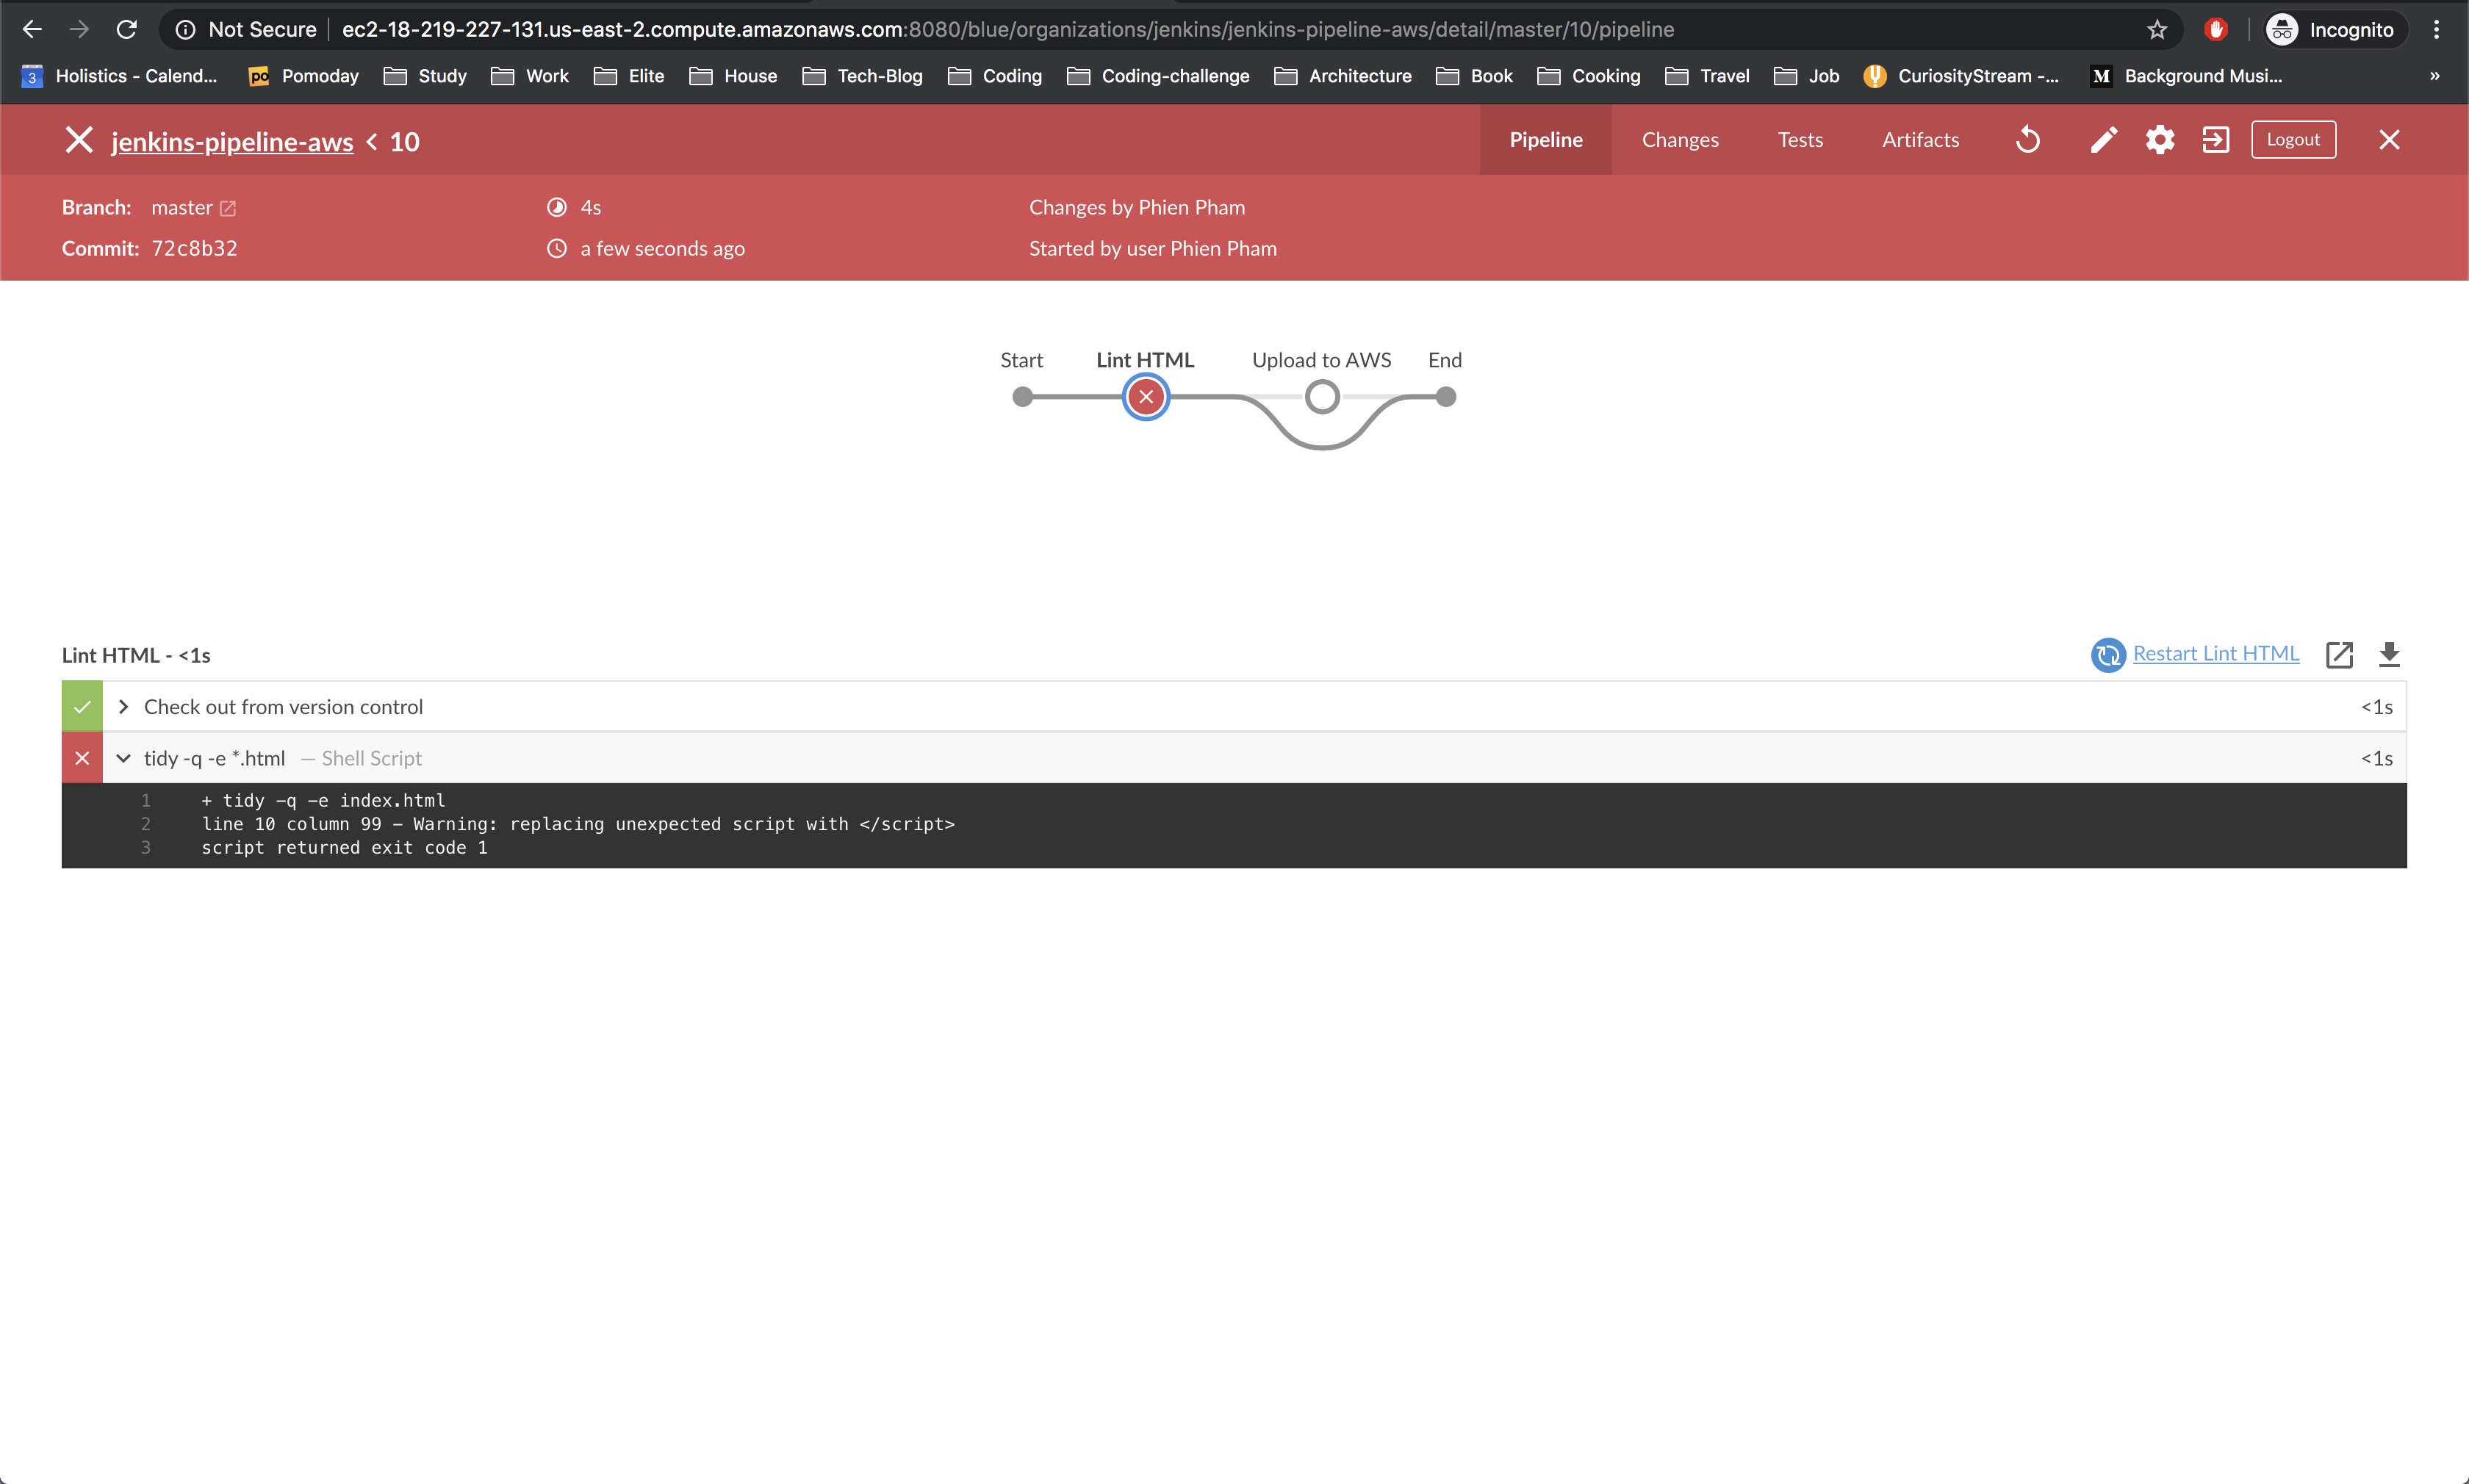 Not Secure ec2-18-219-227-131.us-east-2.compute.amazonaws.com:8080/blue/organizations/jenkins/jenkins-pipeline-aws/detail/master/10/pipeline Incognito
3 Holistics - Calend... po Pomoday Study Work Elite House Tech-Blog Coding Coding-challenge Architecture Book Cooking Travel Job CuriosityStream -... M Background Musi... »
jenkins-pipeline-aws < 10 Pipeline Changes Tests Artifacts Logout
Branch: master 4s Changes by Phien Pham
Commit: 72c8b32 a few seconds ago Started by user Phien Pham
Start Lint HTML Upload to AWS End
Lint HTML - <1s Restart Lint HTML
Check out from version control <1s
tidy -q -e *.html — Shell Script <1s
1 + tidy -q -e index.html
2 line 10 column 99 - Warning: replacing unexpected script with </script>
3 script returned exit code 1